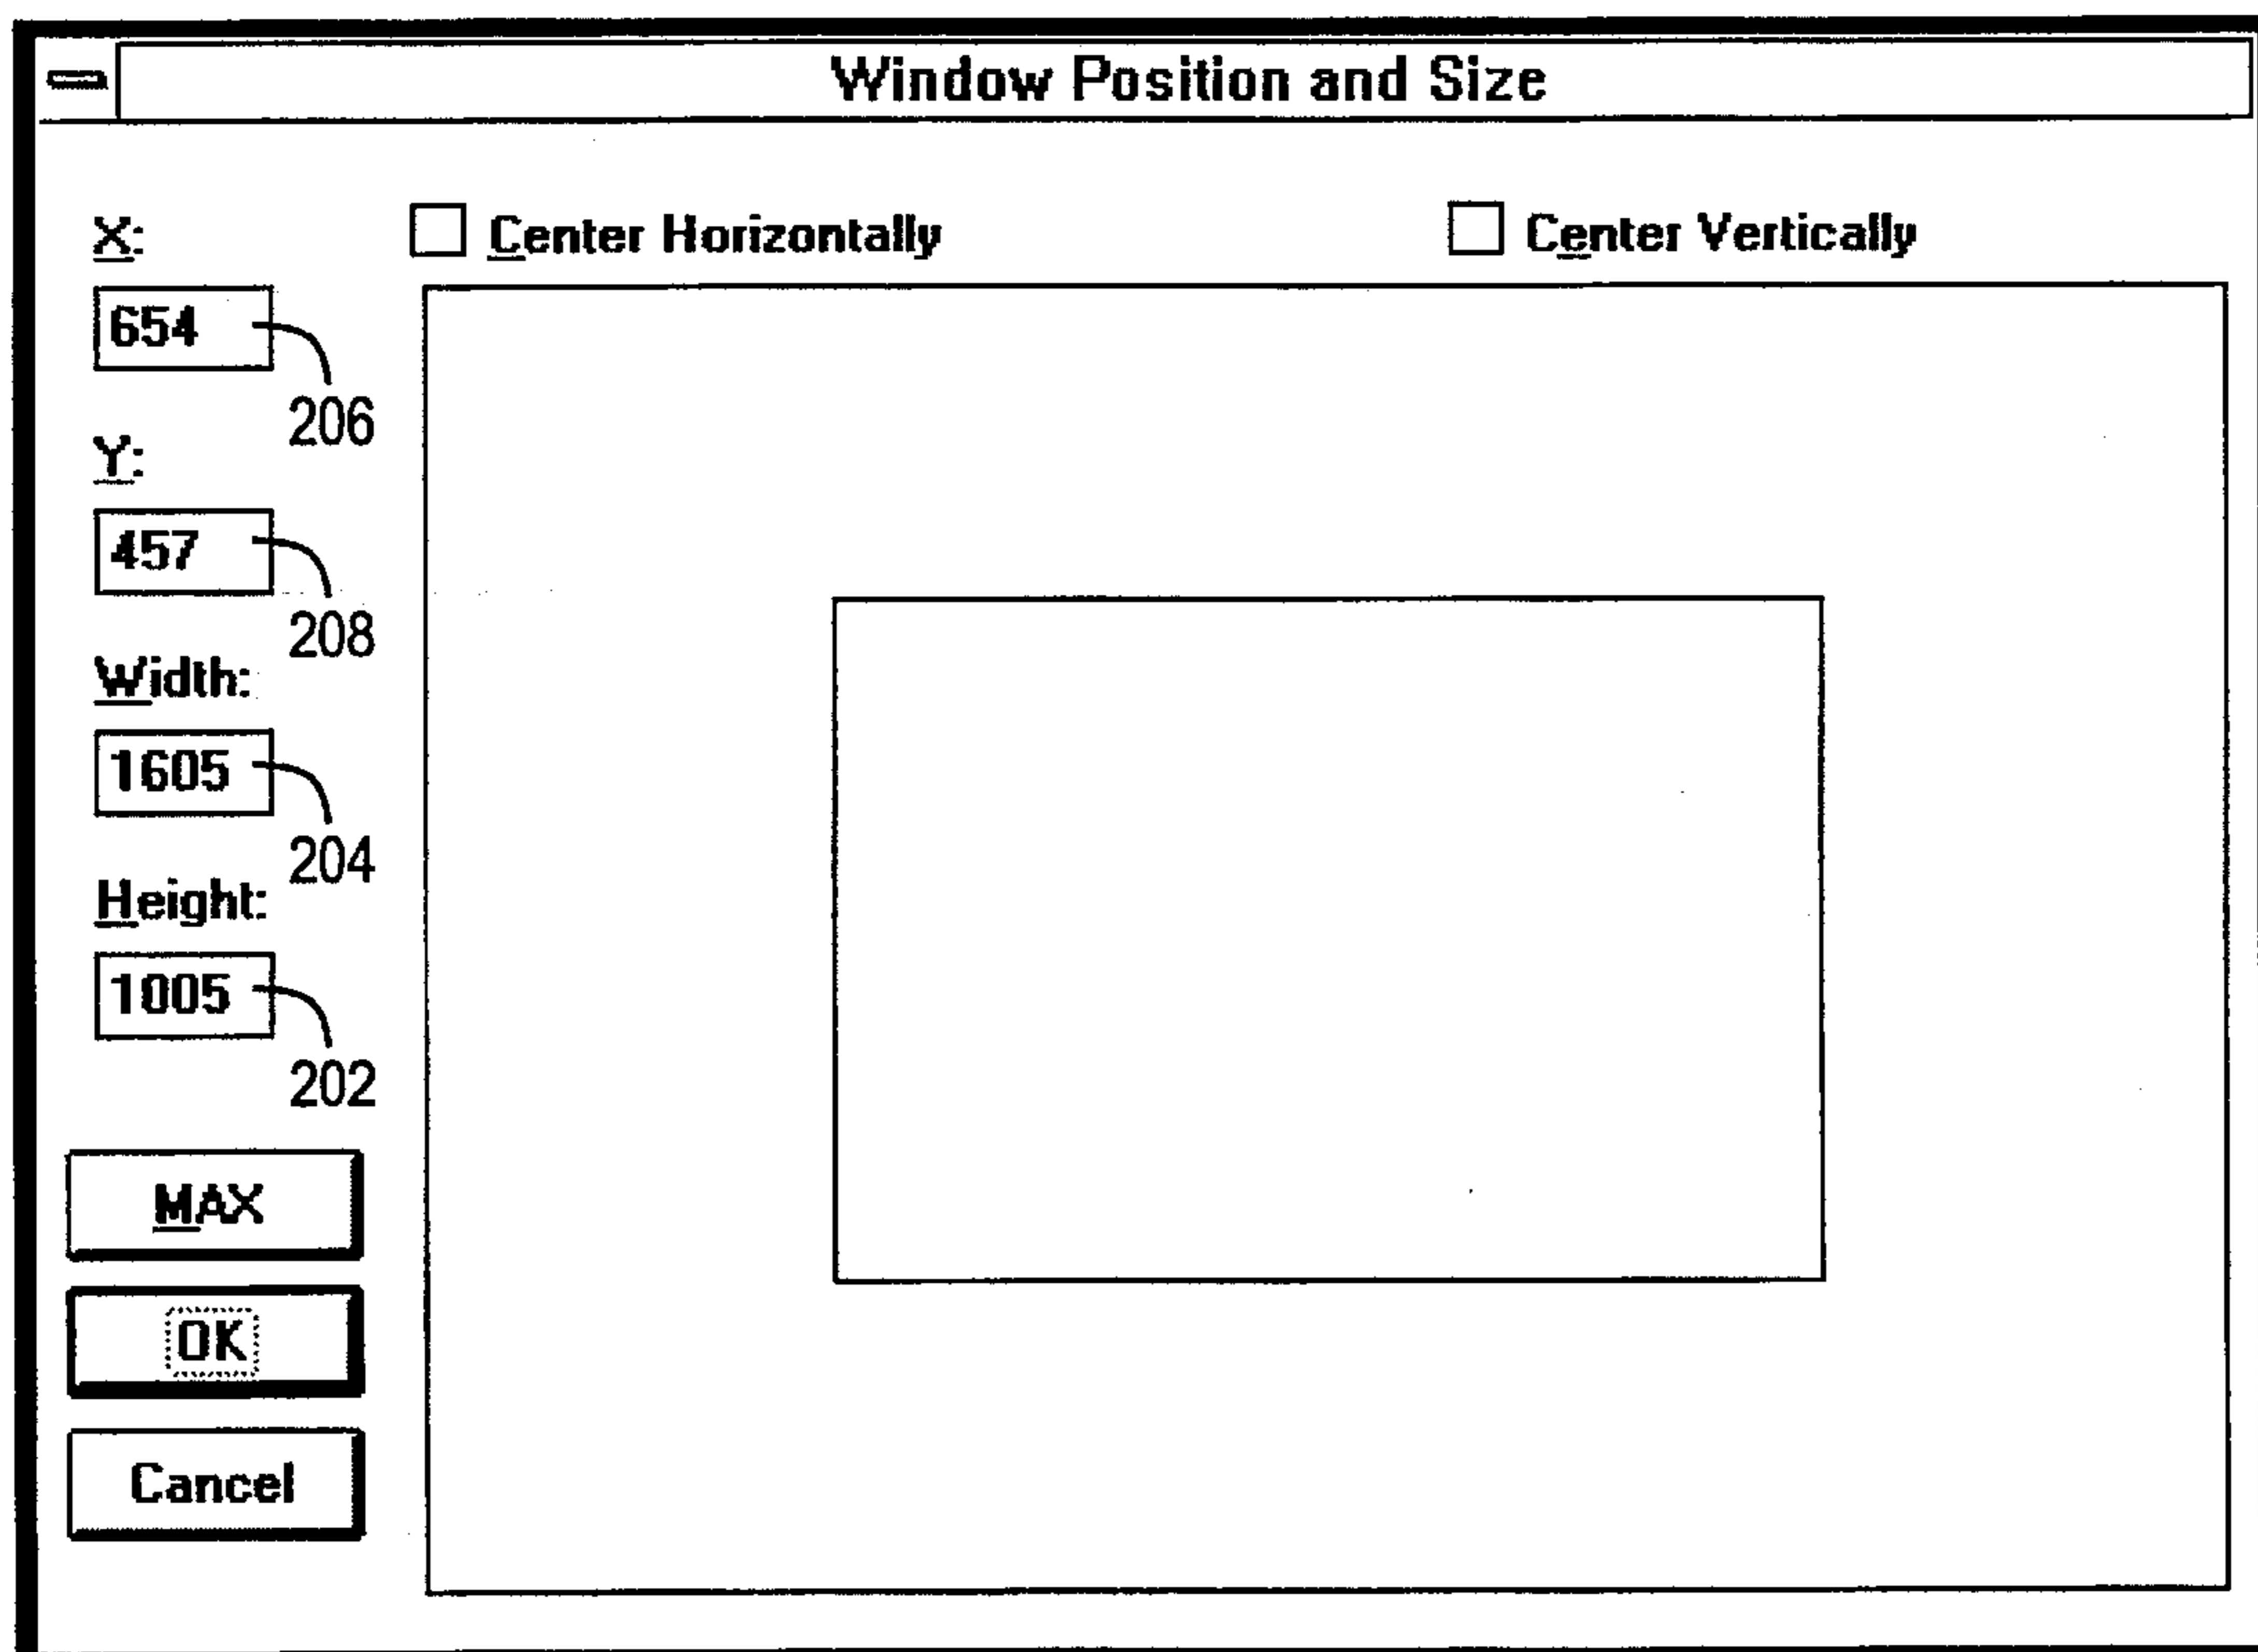 Window Position and Size
X:
Center Horizontally
Center Vertically
654
206
Y:
457
208
Width:
1605
204
Height:
1005
202
MAX
OK
Cancel